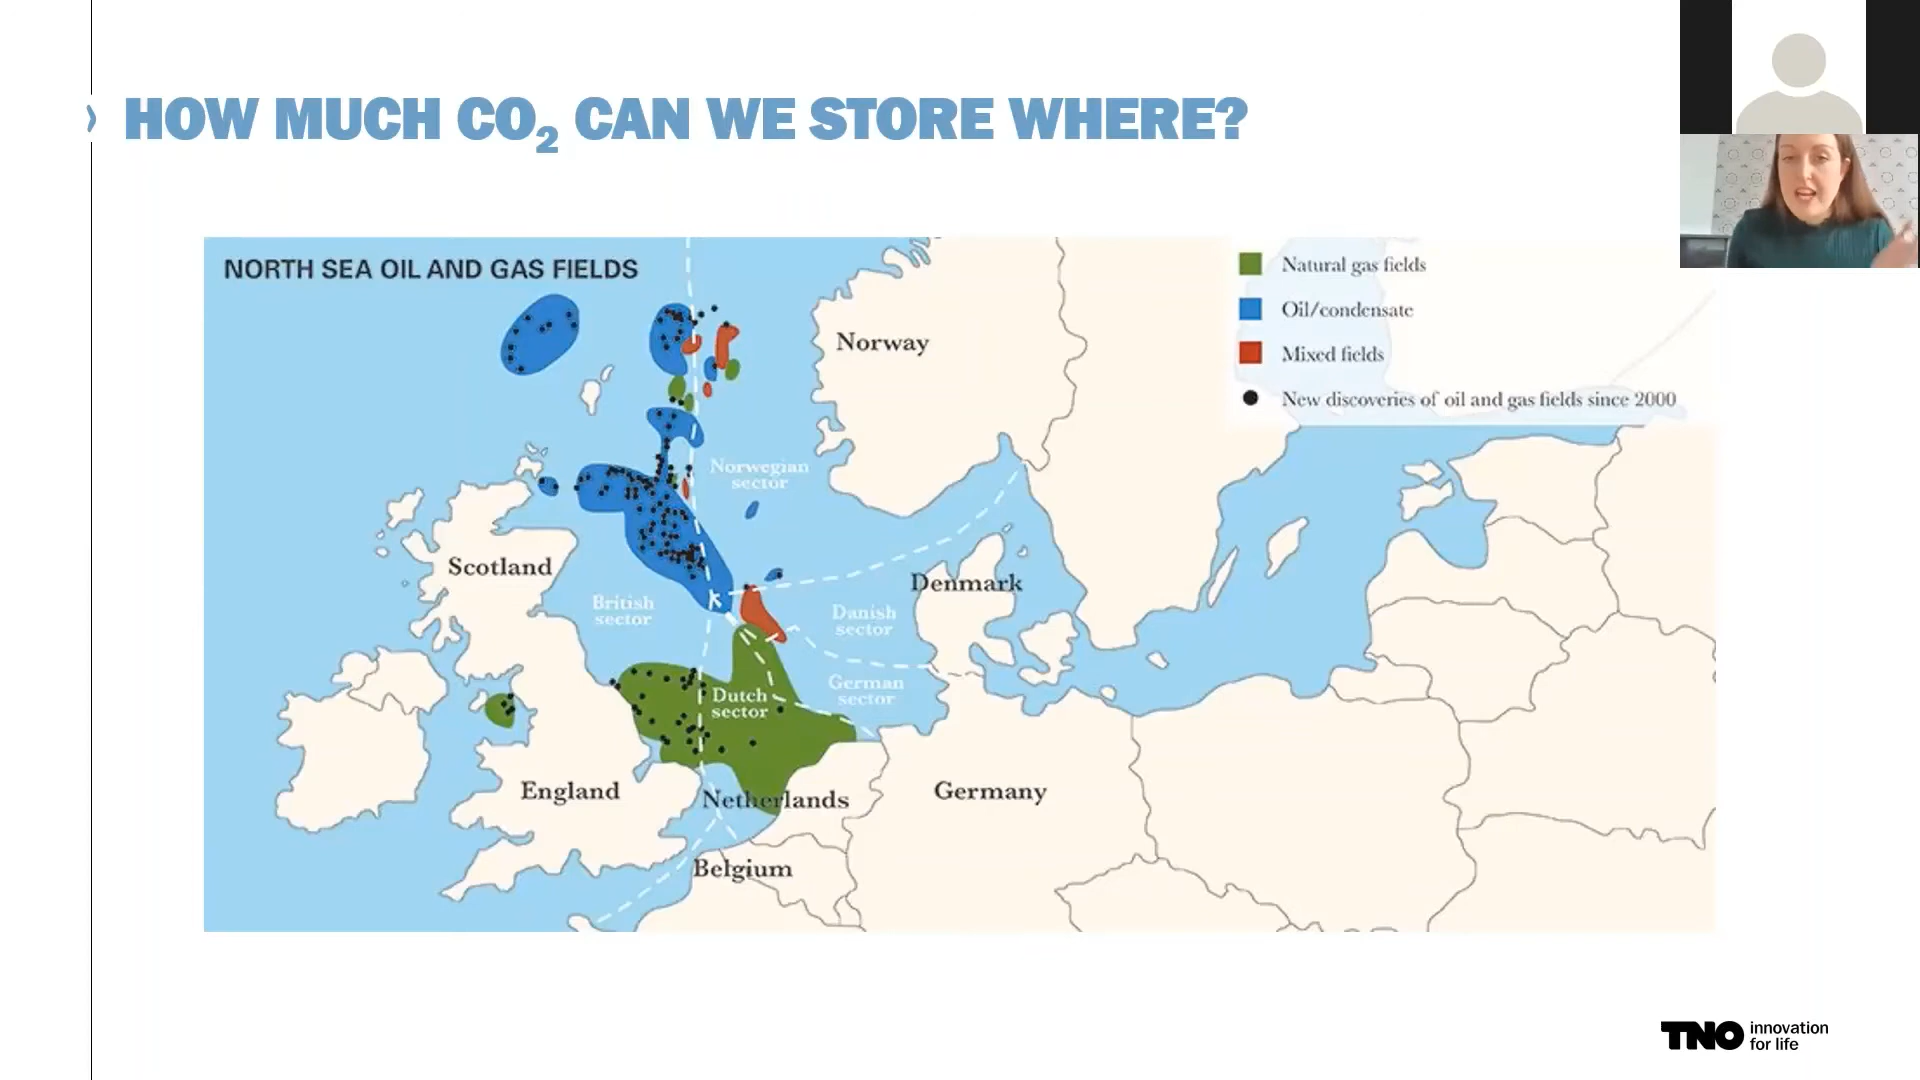 HOW MUCH CO₂ CAN WE STORE WHERE?
NORTH SEA OIL AND GAS FIELDS
Natural gas fields
Oil/condensate
Mixed fields
New discoveries of oil and gas fields since 2000
Norway
Norwegian
sector
Scotland
Denmark
British
sector
Danish
sector
German
sector
Dutch
sector
England
Netherlands
Germany
Belgium
TNO innovation
for life